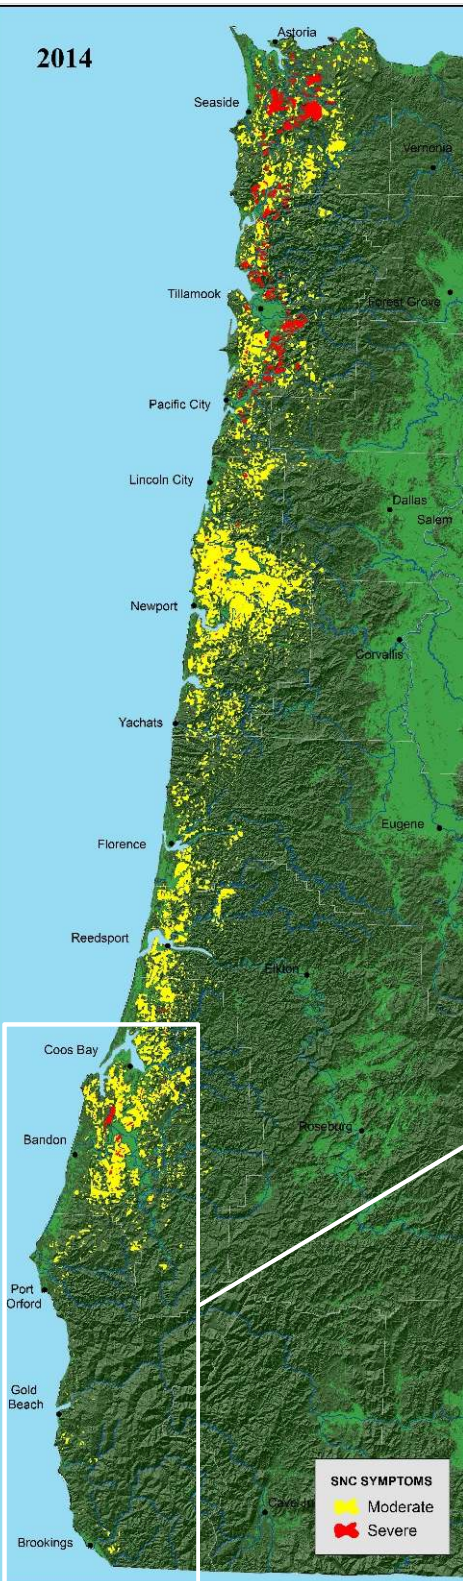 2014
Astoria
Seaside
Vernonia
Tillamook
Forest Grove
Pacific City
Lincoln City
Dallas
Salem
Newport
Corvallis
Yachats
Eugene
Florence
Reedsport
Elkton
Coos Bay
Roseburg
Bandon
Port
Orford
Gold
Beach
SNC SYMPTOMS
Moderate
Severe
Brookings